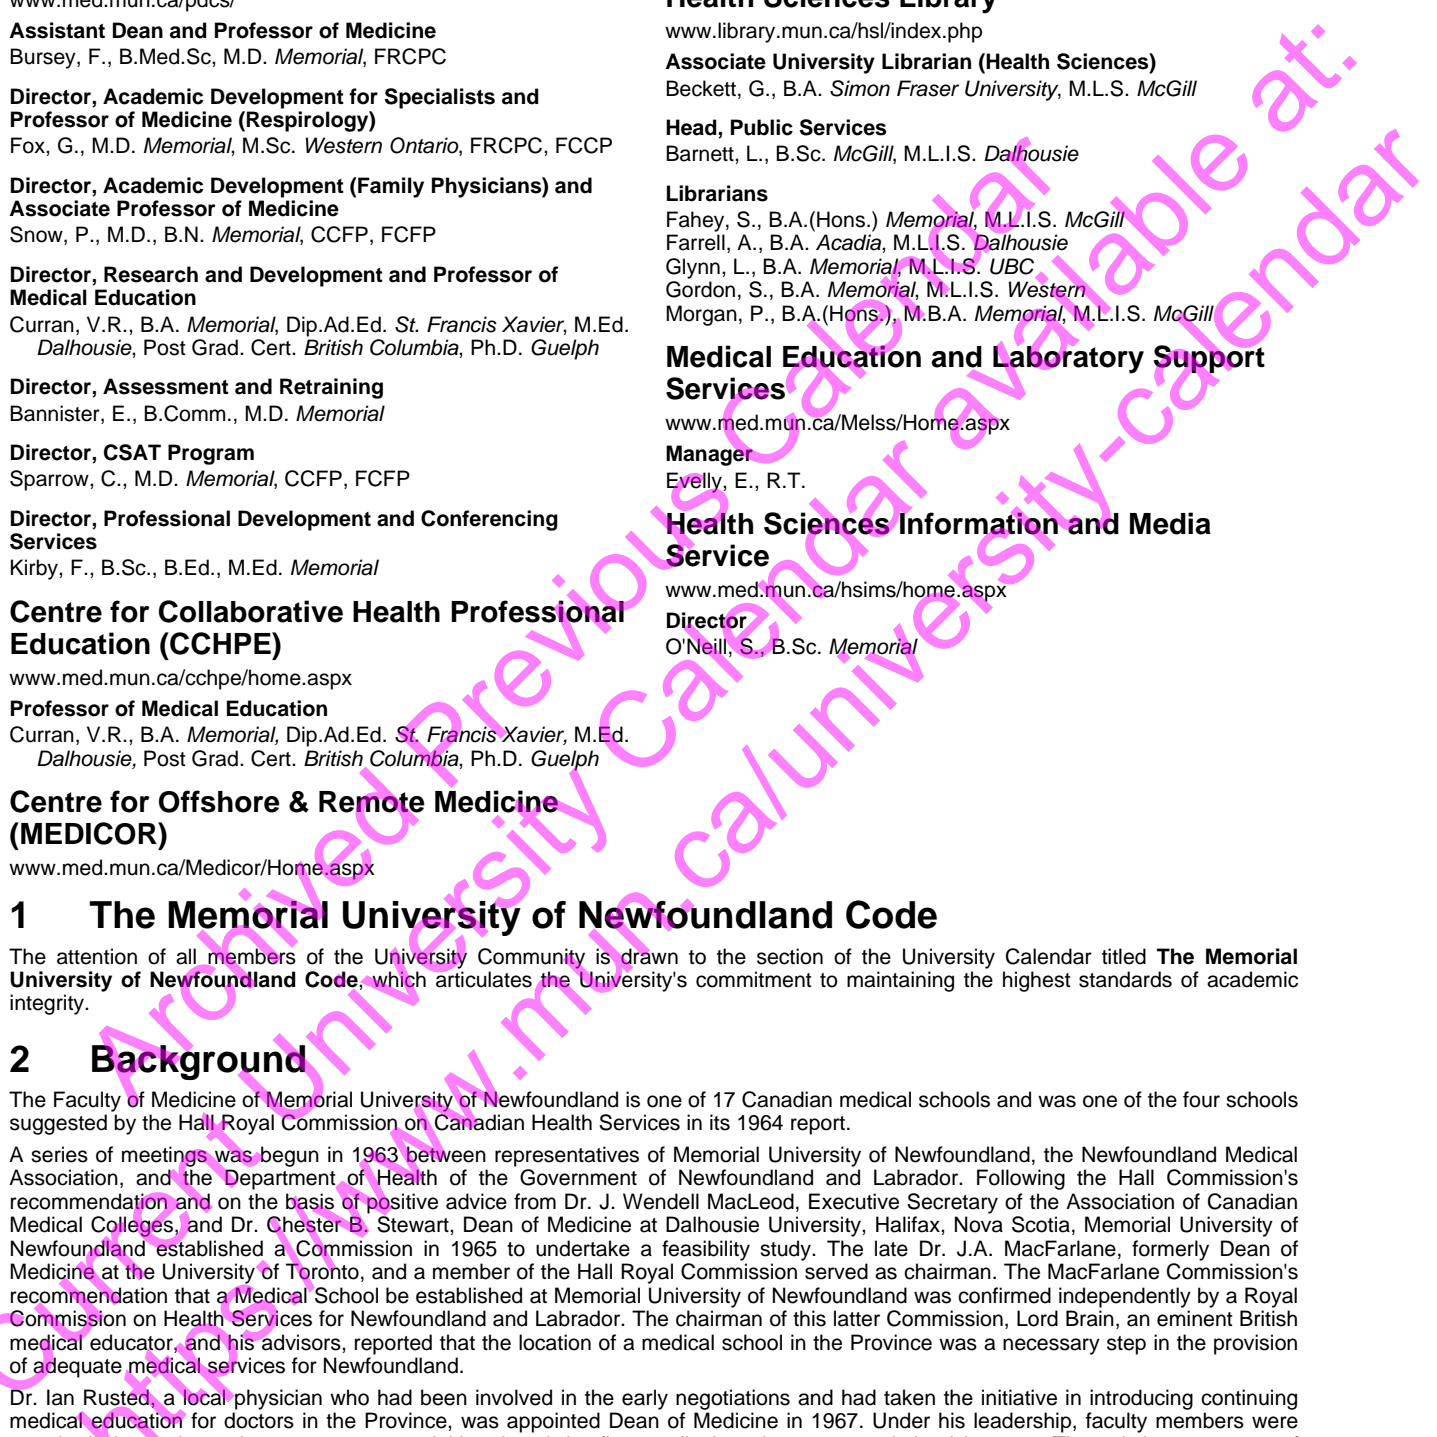 www.med.mun.ca/pdcs/
Assistant Dean and Professor of Medicine
Bursey, F., B.Med.Sc, M.D. Memorial, FRCPC
Director, Academic Development for Specialists and
Professor of Medicine (Respirology)
Fox, G., M.D. Memorial, M.Sc. Western Ontario, FRCPC, FCCP
Director, Academic Development (Family Physicians) and
Associate Professor of Medicine
Snow, P., M.D., B.N. Memorial, CCFP, FCFP
Director, Research and Development and Professor of
Medical Education
Curran, V.R., B.A. Memorial, Dip.Ad.Ed. St. Francis Xavier, M.Ed.
Dalhousie, Post Grad. Cert. British Columbia, Ph.D. Guelph
Director, Assessment and Retraining
Bannister, E., B.Comm., M.D. Memorial
Director, CSAT Program
Sparrow, C., M.D. Memorial, CCFP, FCFP
Director, Professional Development and Conferencing
Services
Kirby, F., B.Sc., B.Ed., M.Ed. Memorial
Centre for Collaborative Health Professional
Education (CCHPE)
www.med.mun.ca/cchpe/home.aspx
Professor of Medical Education
Curran, V.R., B.A. Memorial, Dip.Ad.Ed. St. Francis Xavier, M.Ed.
Dalhousie, Post Grad. Cert. British Columbia, Ph.D. Guelph
Centre for Offshore & Remote Medicine
(MEDICOR)
www.med.mun.ca/Medicor/Home.aspx
Health Sciences Library
www.library.mun.ca/hsl/index.php
Associate University Librarian (Health Sciences)
Beckett, G., B.A. Simon Fraser University, M.L.S. McGill
Head, Public Services
Barnett, L., B.Sc. McGill, M.L.I.S. Dalhousie
Librarians
Fahey, S., B.A.(Hons.) Memorial, M.L.I.S. McGill
Farrell, A., B.A. Acadia, M.L.I.S. Dalhousie
Glynn, L., B.A. Memorial, M.L.I.S. UBC
Gordon, S., B.A. Memorial, M.L.I.S. Western
Morgan, P., B.A.(Hons.), M.B.A. Memorial, M.L.I.S. McGill
Medical Education and Laboratory Support
Services
www.med.mun.ca/Melss/Home.aspx
Manager
Evelly, E., R.T.
Health Sciences Information and Media
Service
www.med.mun.ca/hsims/home.aspx
Director
O'Neill, S., B.Sc. Memorial
1 The Memorial University of Newfoundland Code
The attention of all members of the University Community is drawn to the section of the University Calendar titled The Memorial
University of Newfoundland Code, which articulates the University's commitment to maintaining the highest standards of academic
integrity.
2 Background
The Faculty of Medicine of Memorial University of Newfoundland is one of 17 Canadian medical schools and was one of the four schools
suggested by the Hall Royal Commission on Canadian Health Services in its 1964 report.
A series of meetings was begun in 1963 between representatives of Memorial University of Newfoundland, the Newfoundland Medical
Association, and the Department of Health of the Government of Newfoundland and Labrador. Following the Hall Commission's
recommendation and on the basis of positive advice from Dr. J. Wendell MacLeod, Executive Secretary of the Association of Canadian
Medical Colleges, and Dr. Chester B. Stewart, Dean of Medicine at Dalhousie University, Halifax, Nova Scotia, Memorial University of
Newfoundland established a Commission in 1965 to undertake a feasibility study. The late Dr. J.A. MacFarlane, formerly Dean of
Medicine at the University of Toronto, and a member of the Hall Royal Commission served as chairman. The MacFarlane Commission's
recommendation that a Medical School be established at Memorial University of Newfoundland was confirmed independently by a Royal
Commission on Health Services for Newfoundland and Labrador. The chairman of this latter Commission, Lord Brain, an eminent British
medical educator, and his advisors, reported that the location of a medical school in the Province was a necessary step in the provision
of adequate medical services for Newfoundland.
Dr. Ian Rusted, a local physician who had been involved in the early negotiations and had taken the initiative in introducing continuing
medical education for doctors in the Province, was appointed Dean of Medicine in 1967. Under his leadership, faculty members were
Archived Previous Calendar
Current University Calendar available at:
https://www.mun.ca/university-calendar